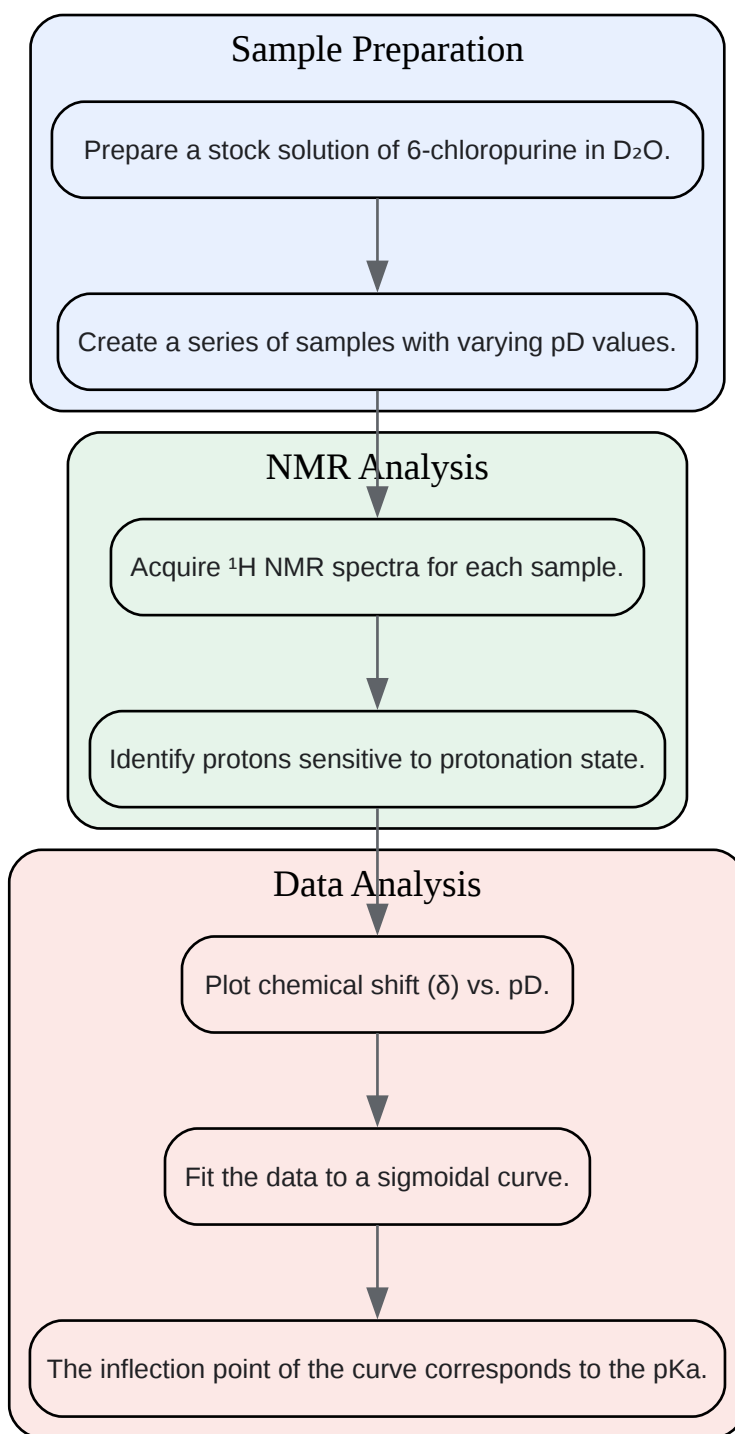 Sample Preparation
Prepare a stock solution of 6-chloropurine in D₂O.
Create a series of samples with varying pD values.
NMR Analysis
Acquire ¹H NMR spectra for each sample.
Identify protons sensitive to protonation state.
Data Analysis
Plot chemical shift (δ) vs. pD.
Fit the data to a sigmoidal curve.
The inflection point of the curve corresponds to the pKa.